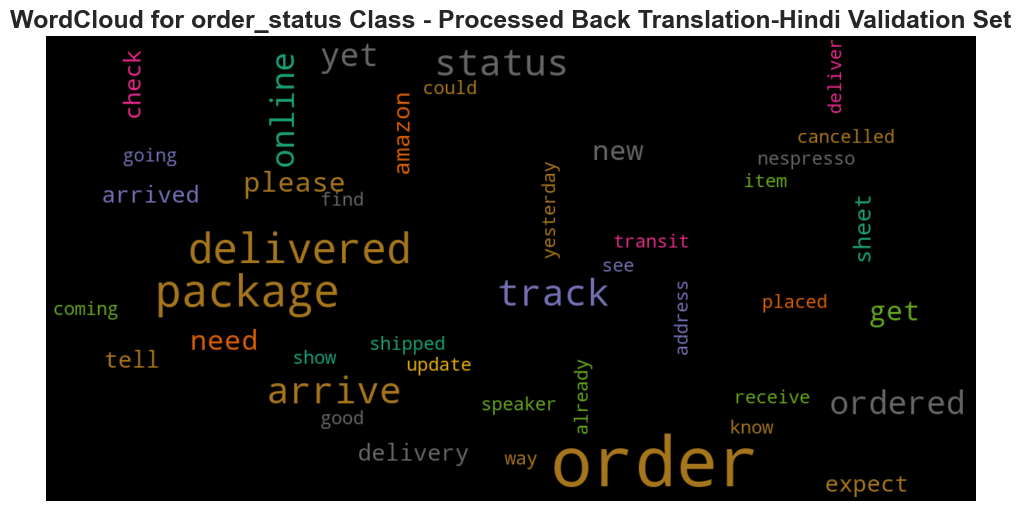 WordCloud for order_status Class - Processed Back Translation-Hindi Validation Set
check
online
yet
status
could
amazon
deliver
cancelled
nespresso
new
going
arrived
please
find
yesterday
item
sheet
transit
see
delivered
package
track
address
placed
get
coming
need
tell
show
shipped
update
arrive
good
speaker
already
receive
ordered
know
delivery
way
order
expect